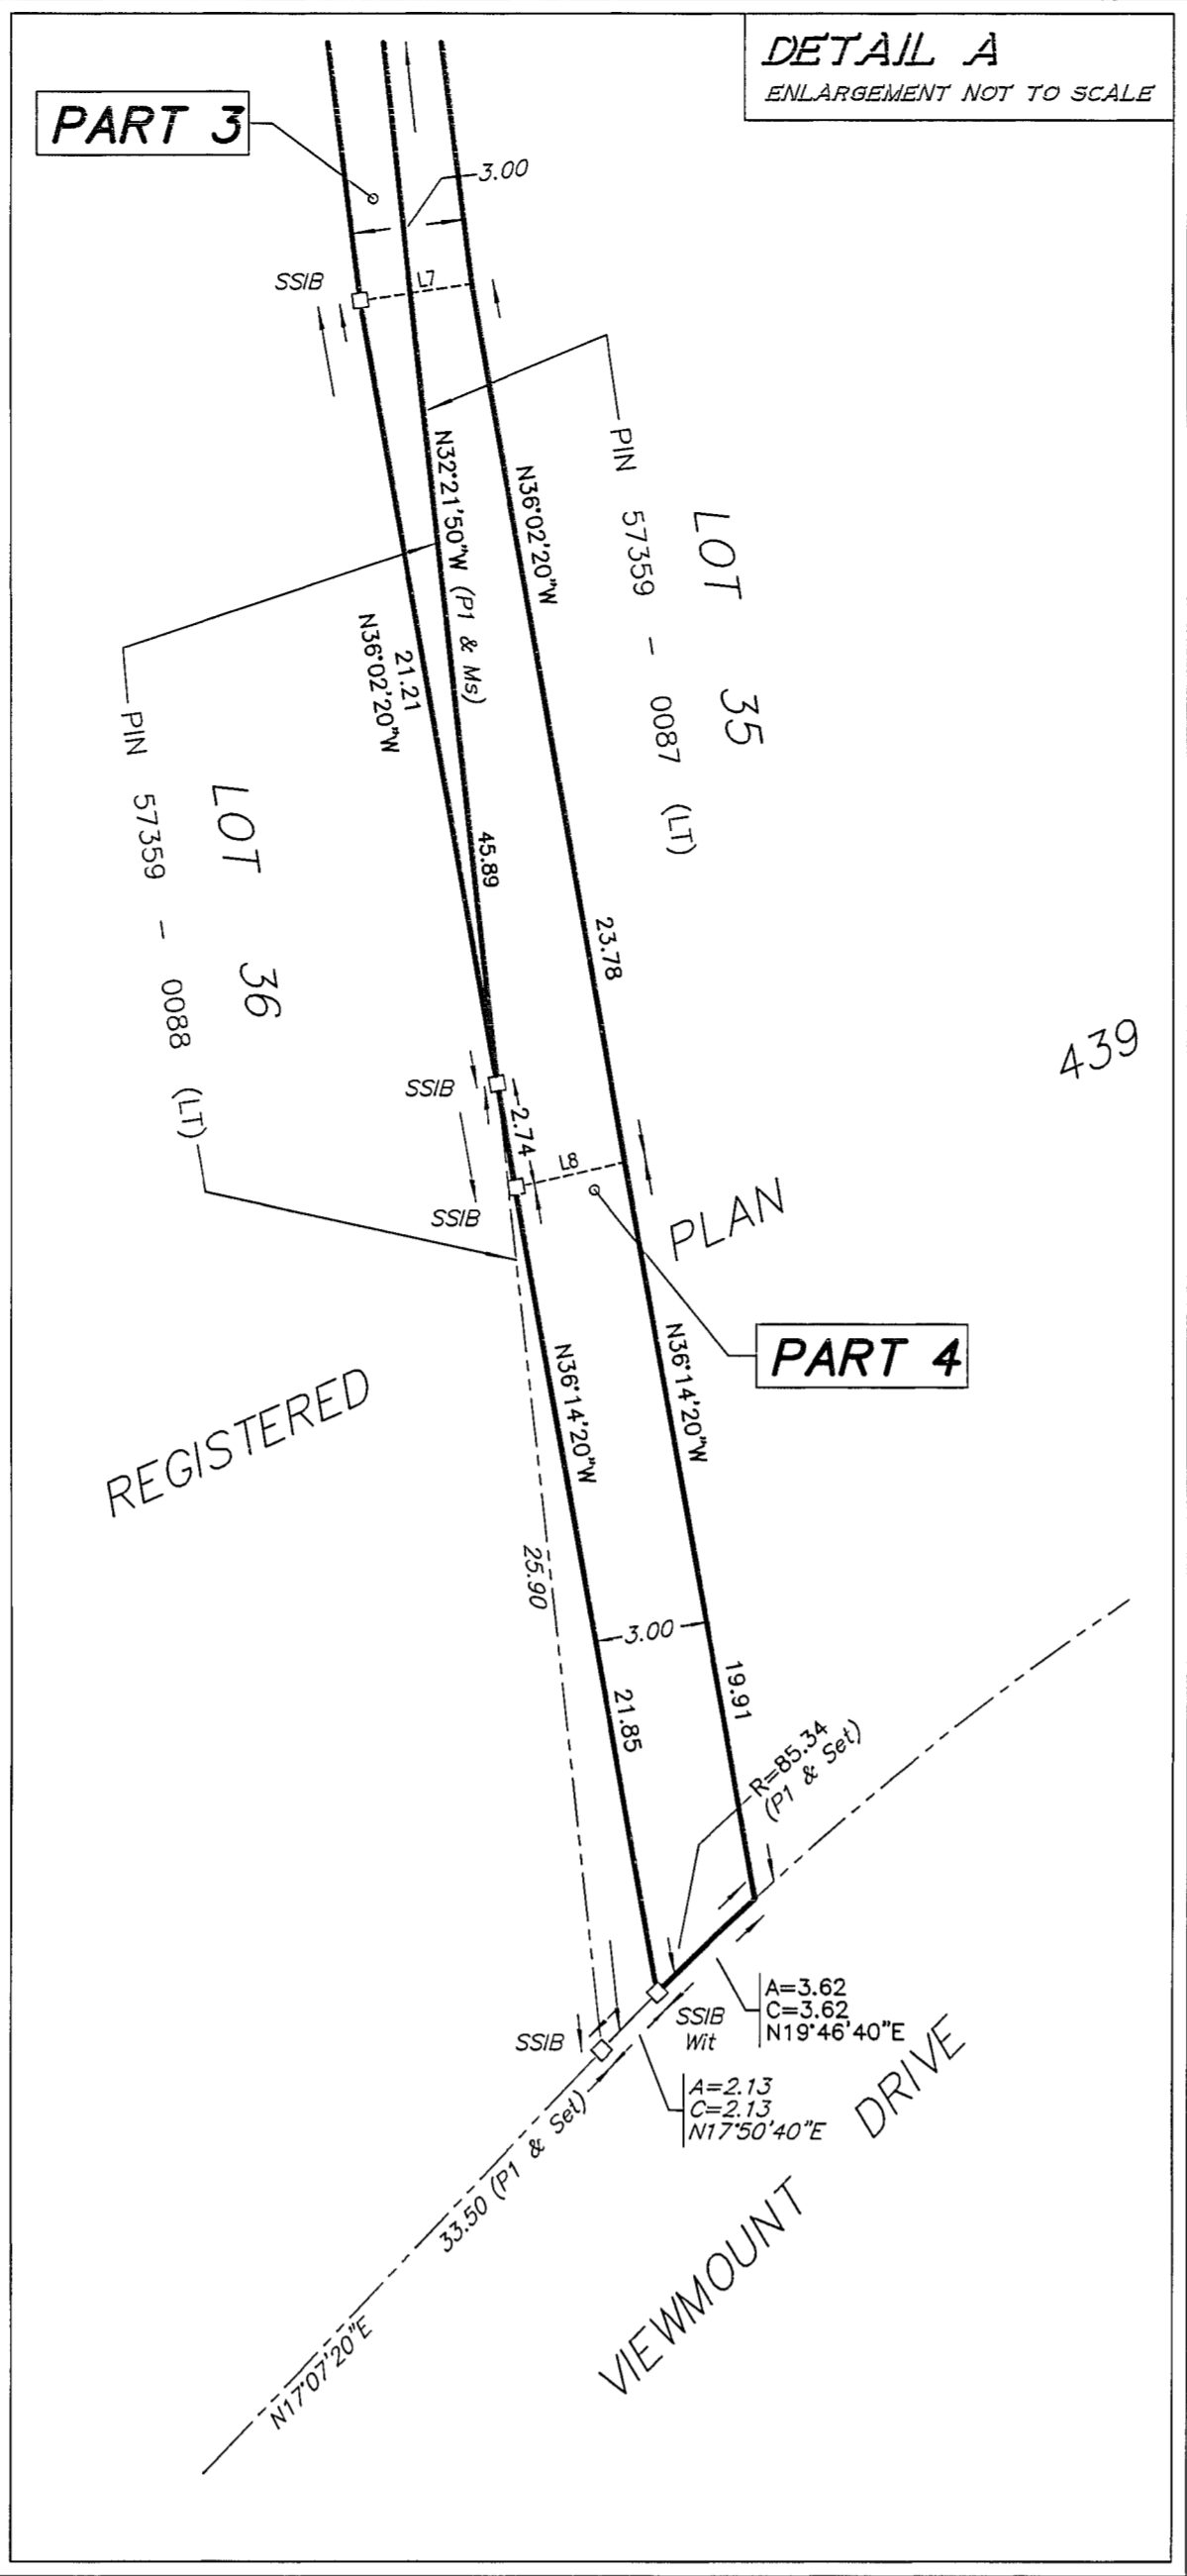 DETAIL A
ENLARGEMENT NOT TO SCALE
PART 3
3.00
SSIB
L7
N32°21'50"W (P1 & Ms)
45.89
N36°02'20"W
23.78
PIN 57359 - 0087 (LT)
LOT 35
21.21
N36°02'20"W
PIN 57359 - 0088 (LT)
LOT 36
439
SSIB
2.74
L8
SSIB
PLAN
PART 4
REGISTERED
N36°14'20"W
N36°14'20"W
25.90
3.00
21.85
19.91
R=85.34
(P1 & Set)
SSIB
SSIB
Wit
A=3.62
C=3.62
N19°46'40"E
A=2.13
C=2.13
N17°50'40"E
DRIVE
33.50 (P1 & Set)
VIEWMOUNT
N17°07'20"E